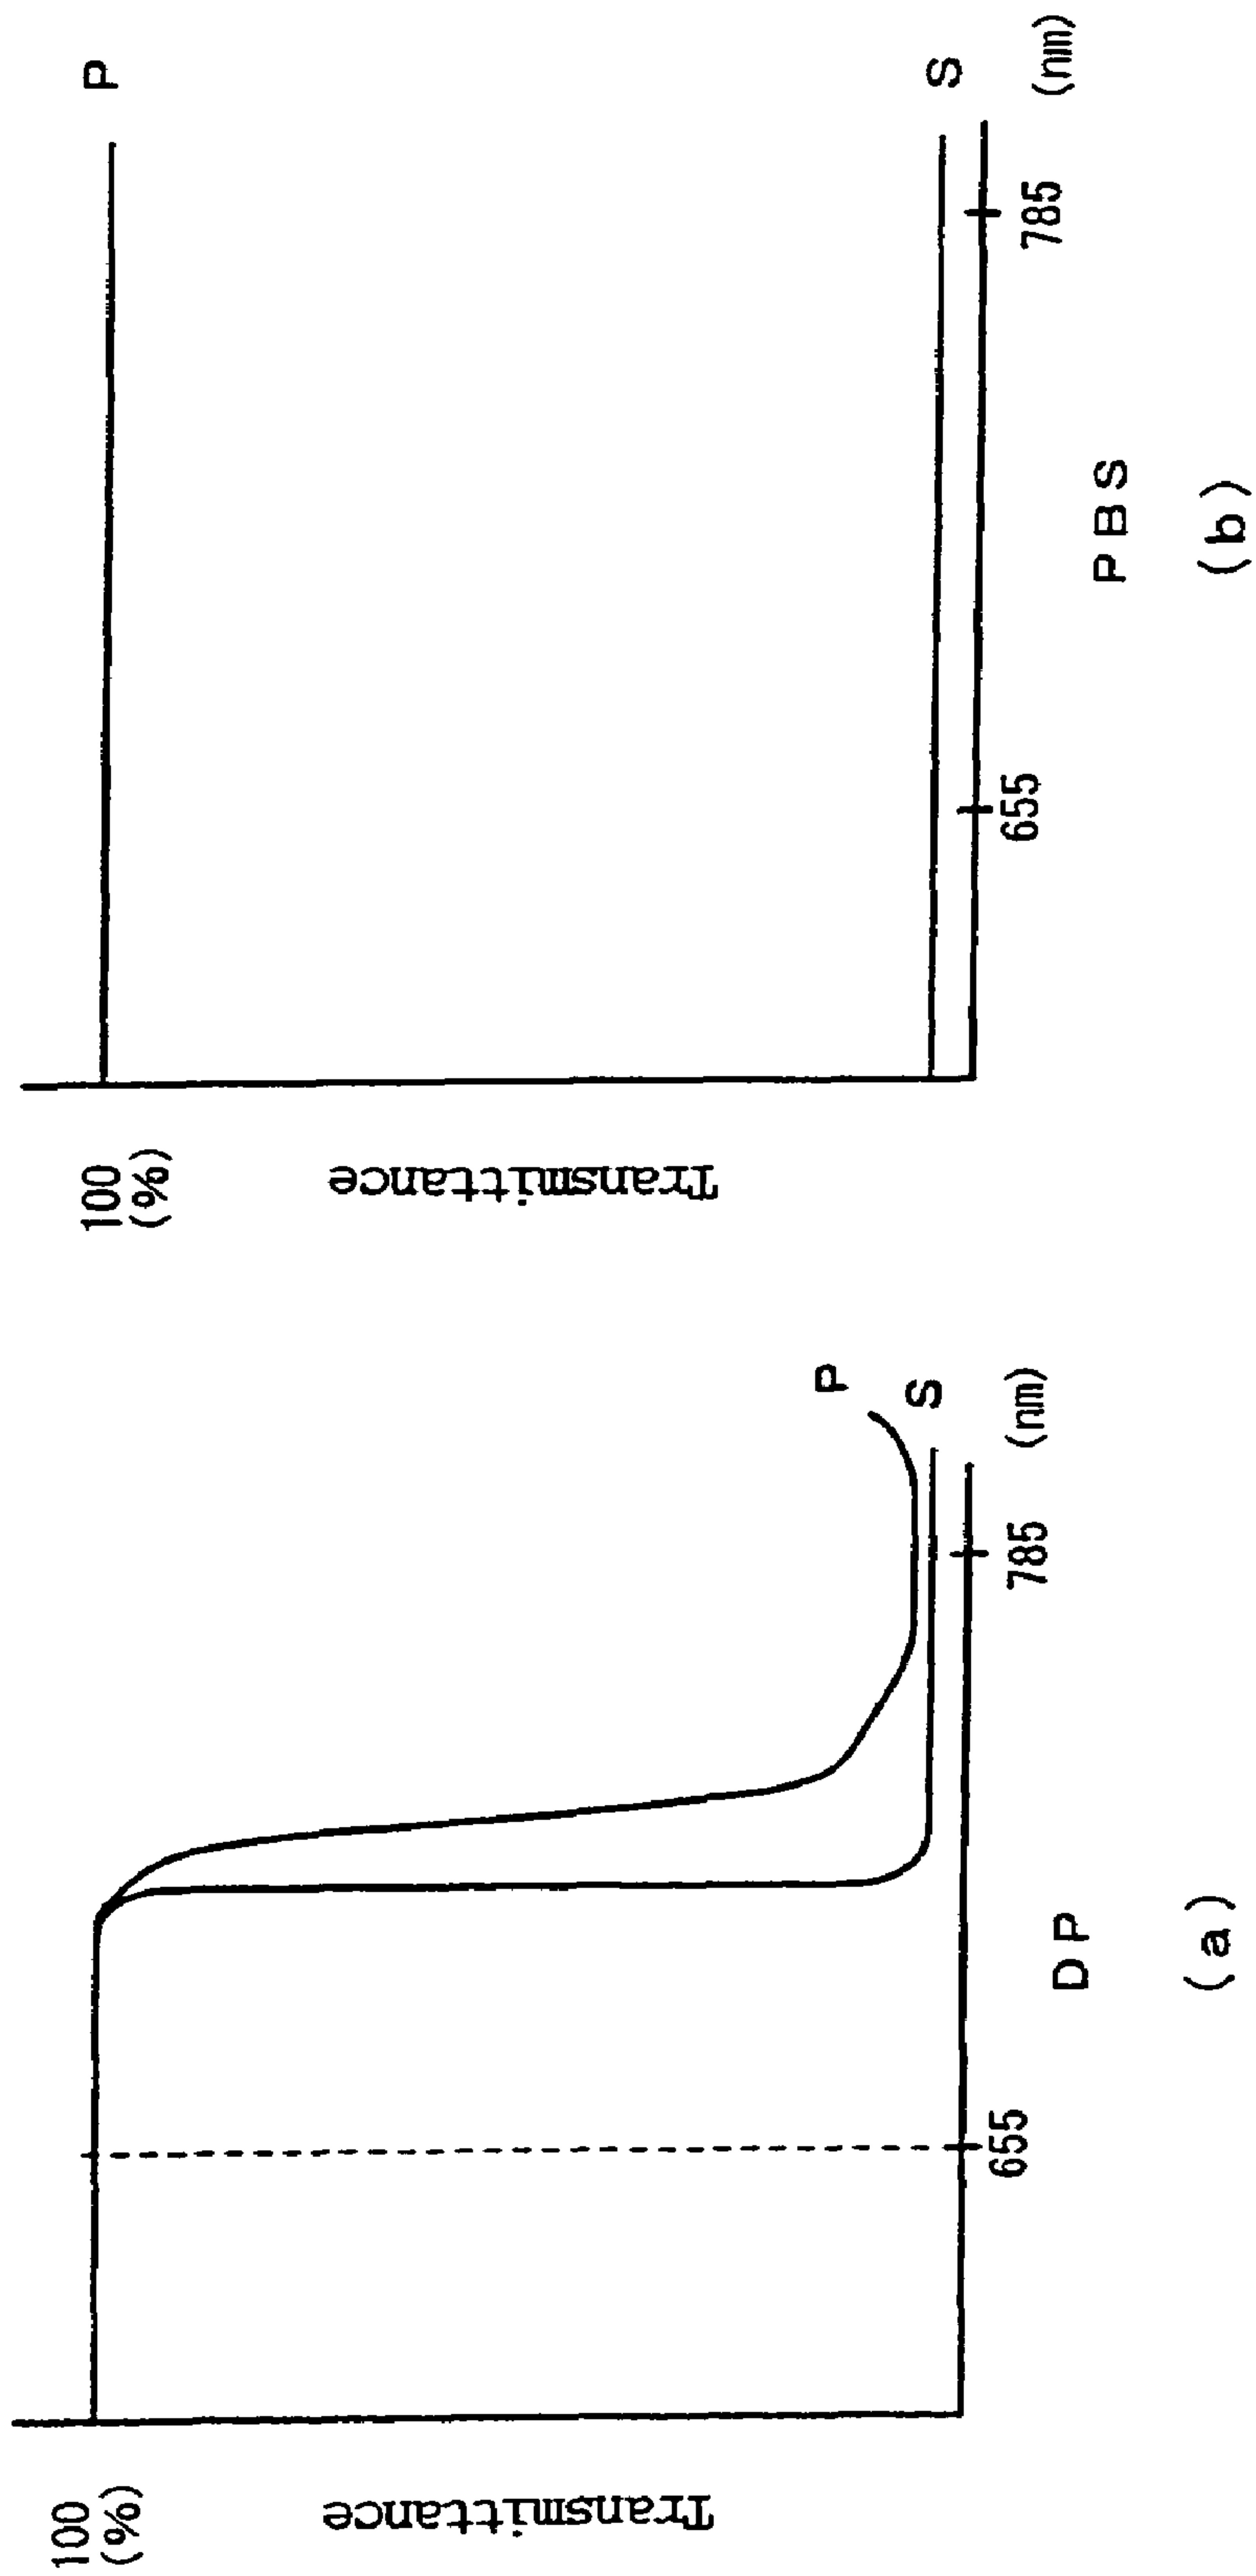 100
(%)
Transmittance
P
S
655
785
(nm)
DP
(a)
100
(%)
Transmittance
P
S
655
785
(nm)
PBS
(b)